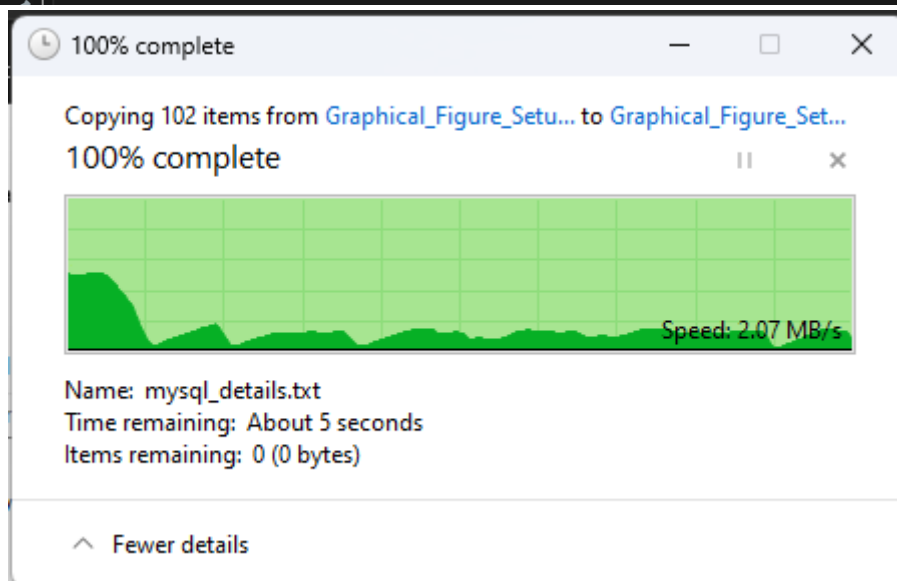 100% complete
Copying 102 items from Graphical_Figure_Setu... to Graphical_Figure_Set...
100% complete
Speed: 2.07 MB/s
Name: mysql_details.txt
Time remaining: About 5 seconds
Items remaining: 0 (0 bytes)
Fewer details